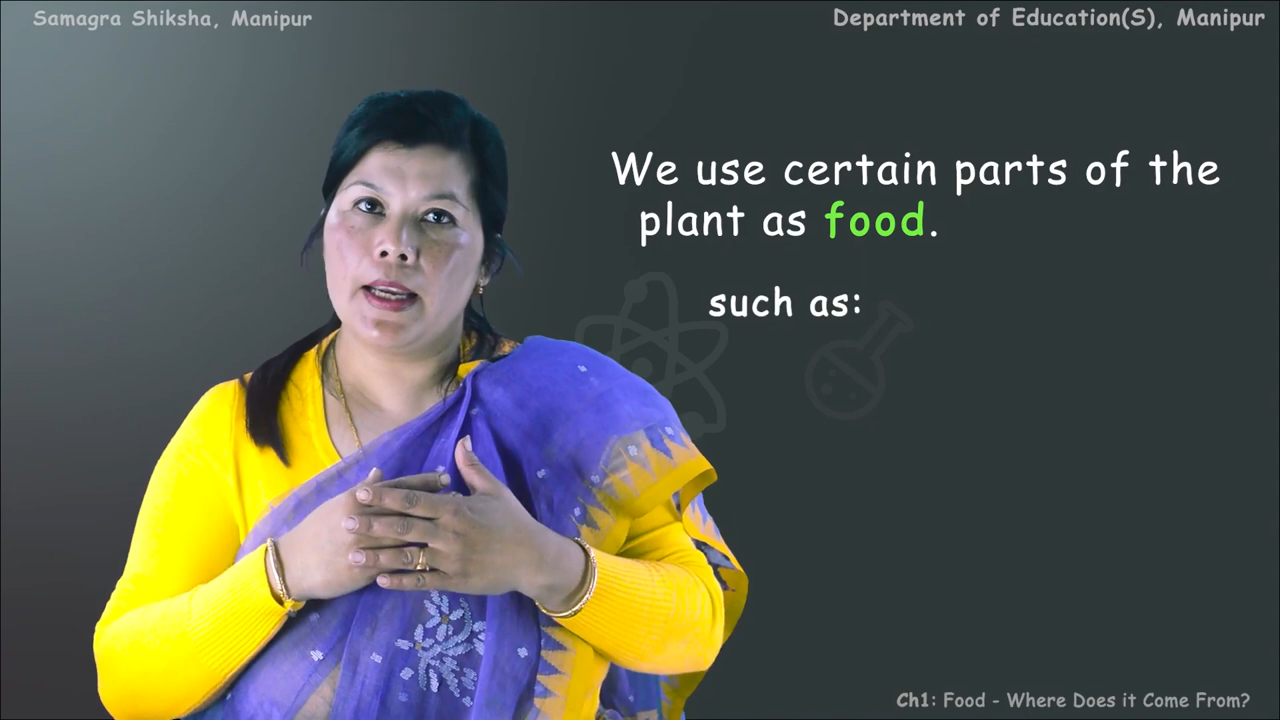 Samagra Shiksha, Manipur
Department of Education(S), Manipur
We use certain parts of the
plant as food.
such as:
Ch1: Food - Where Does it Come From?